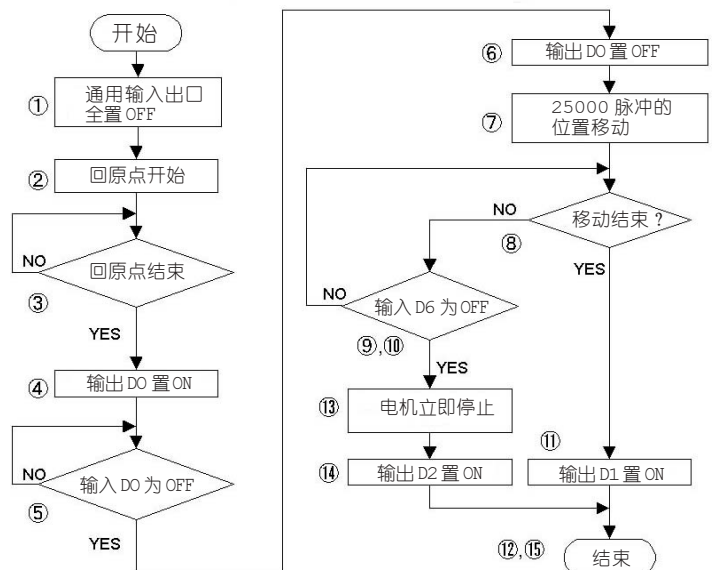 开始
① 通用输入出口
全置OFF
② 回原点开始
回原点结束
NO
③
YES
④ 输出DO置ON
输入DO为OFF
NO
⑤
YES
⑥ 输出DO置OFF
⑦ 25000脉冲的
位置移动
移动结束?
NO
⑧
YES
输入D6为OFF
NO
⑨,⑩
YES
⑬ 电机立即停止
⑭ 输出D2置ON
⑪
输出D1置ON
⑫,⑮
结束